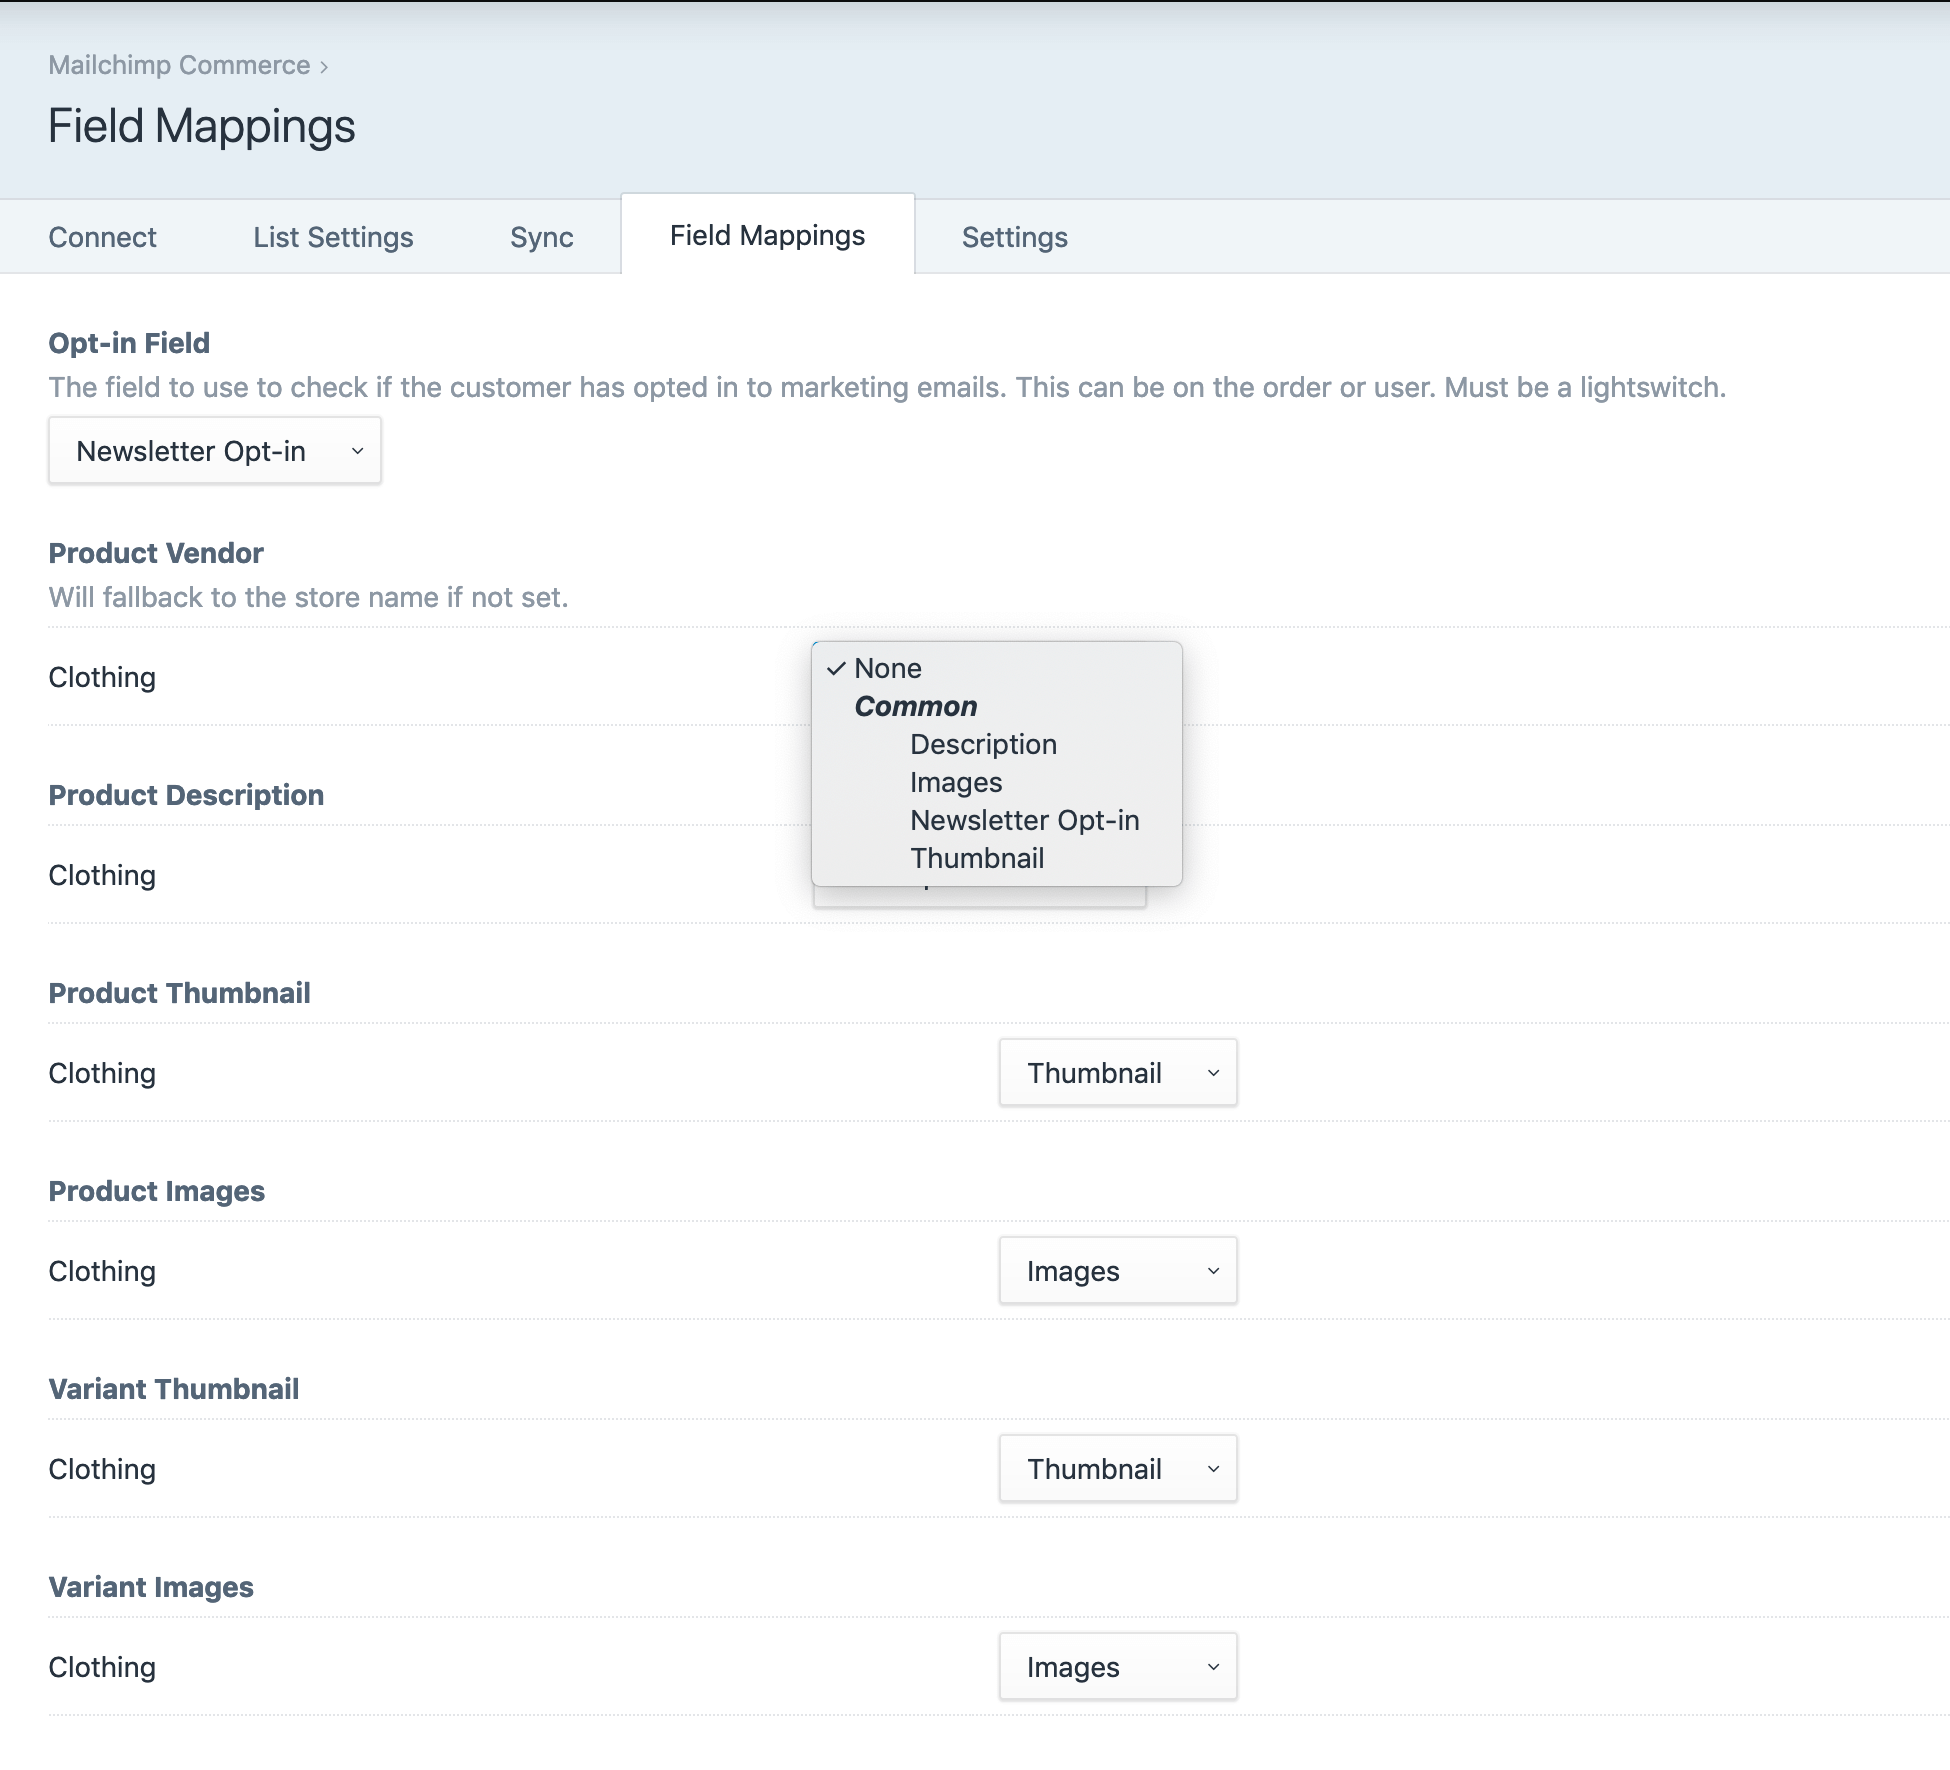 Mailchimp Commerce ›
Field Mappings
Connect
List Settings
Sync
Field Mappings
Settings
Opt-in Field
The field to use to check if the customer has opted in to marketing emails. This can be on the order or user. Must be a lightswitch.
Newsletter Opt-in
Product Vendor
Will fallback to the store name if not set.
Clothing
✓ None
Common
Description
Images
Newsletter Opt-in
Thumbnail
Product Description
Clothing
Product Thumbnail
Clothing
Thumbnail
Product Images
Clothing
Images
Variant Thumbnail
Clothing
Thumbnail
Variant Images
Clothing
Images